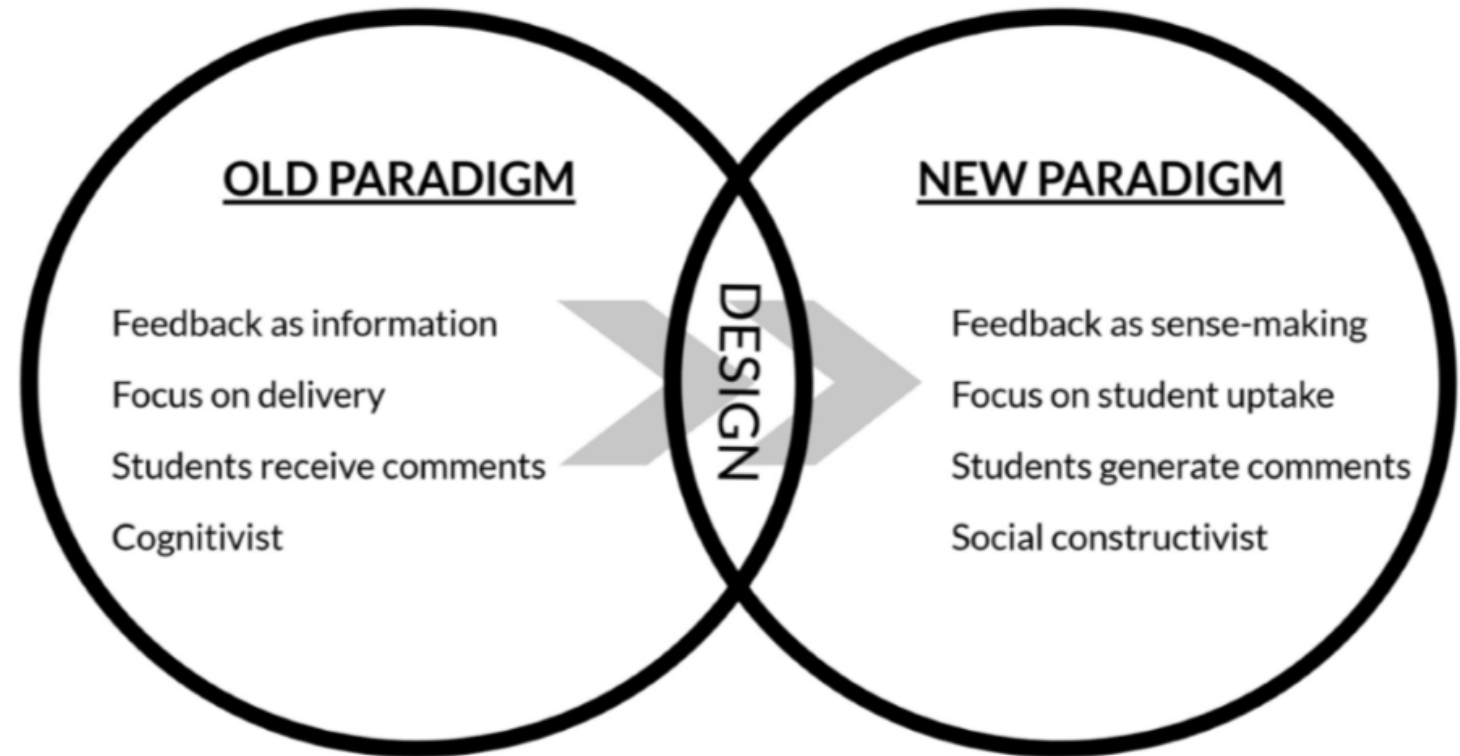 OLD PARADIGM
Feedback as information
Focus on delivery
Students receive comments
Cognitivist
DESIGN
NEW PARADIGM
Feedback as sense-making
Focus on student uptake
Students generate comments
Social constructivist